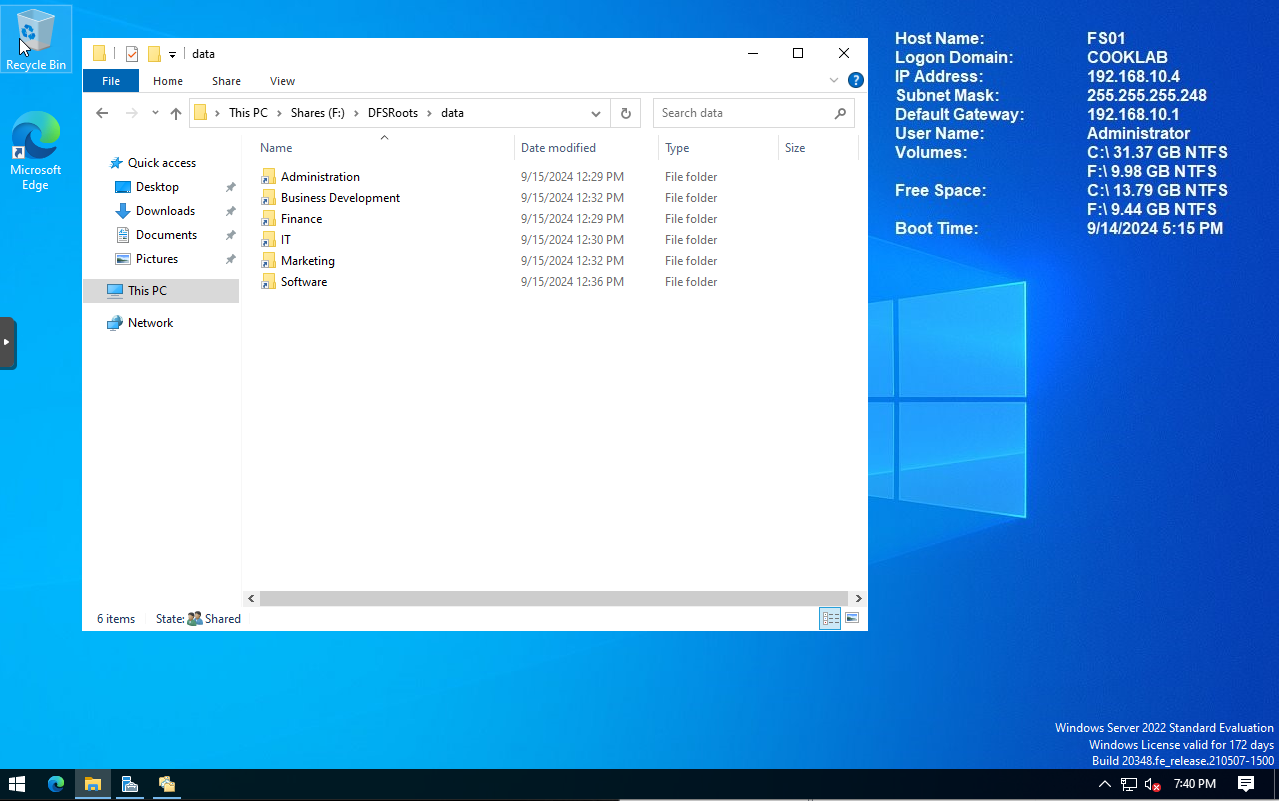 Recycle Bin
Microsoft
Edge
data
File Home Share View
This PC Shares (F:) DFSRoots data
Search data
Name Date modified Type Size
Quick access
Desktop
Downloads
Documents
Pictures
This PC
Network
Administration 9/15/2024 12:29 PM File folder
Business Development 9/15/2024 12:32 PM File folder
Finance 9/15/2024 12:29 PM File folder
IT 9/15/2024 12:30 PM File folder
Marketing 9/15/2024 12:32 PM File folder
Software 9/15/2024 12:36 PM File folder
6 items State: Shared
Host Name: FS01
Logon Domain: COOKLAB
IP Address: 192.168.10.4
Subnet Mask: 255.255.255.248
Default Gateway: 192.168.10.1
User Name: Administrator
Volumes: C:\ 31.37 GB NTFS
F:\ 9.98 GB NTFS
Free Space: C:\ 13.79 GB NTFS
F:\ 9.44 GB NTFS
Boot Time: 9/14/2024 5:15 PM
Windows Server 2022 Standard Evaluation
Windows License valid for 172 days
Build 20348.fe_release.210507-1500
7:40 PM